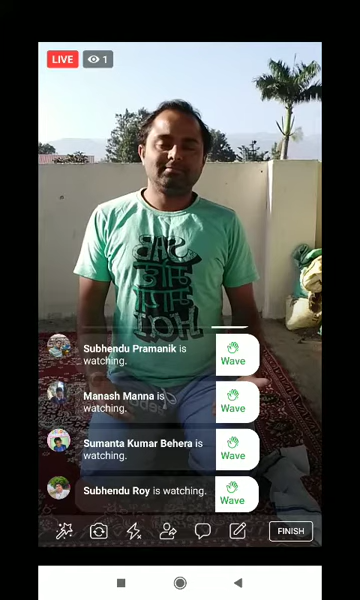 LIVE
1
Subhendu Pramanik is
watching.
Wave
Manash Manna is
watching.
Wave
Sumanta Kumar Behera is
watching.
Wave
Subhendu Roy is watching.
Wave
FINISH